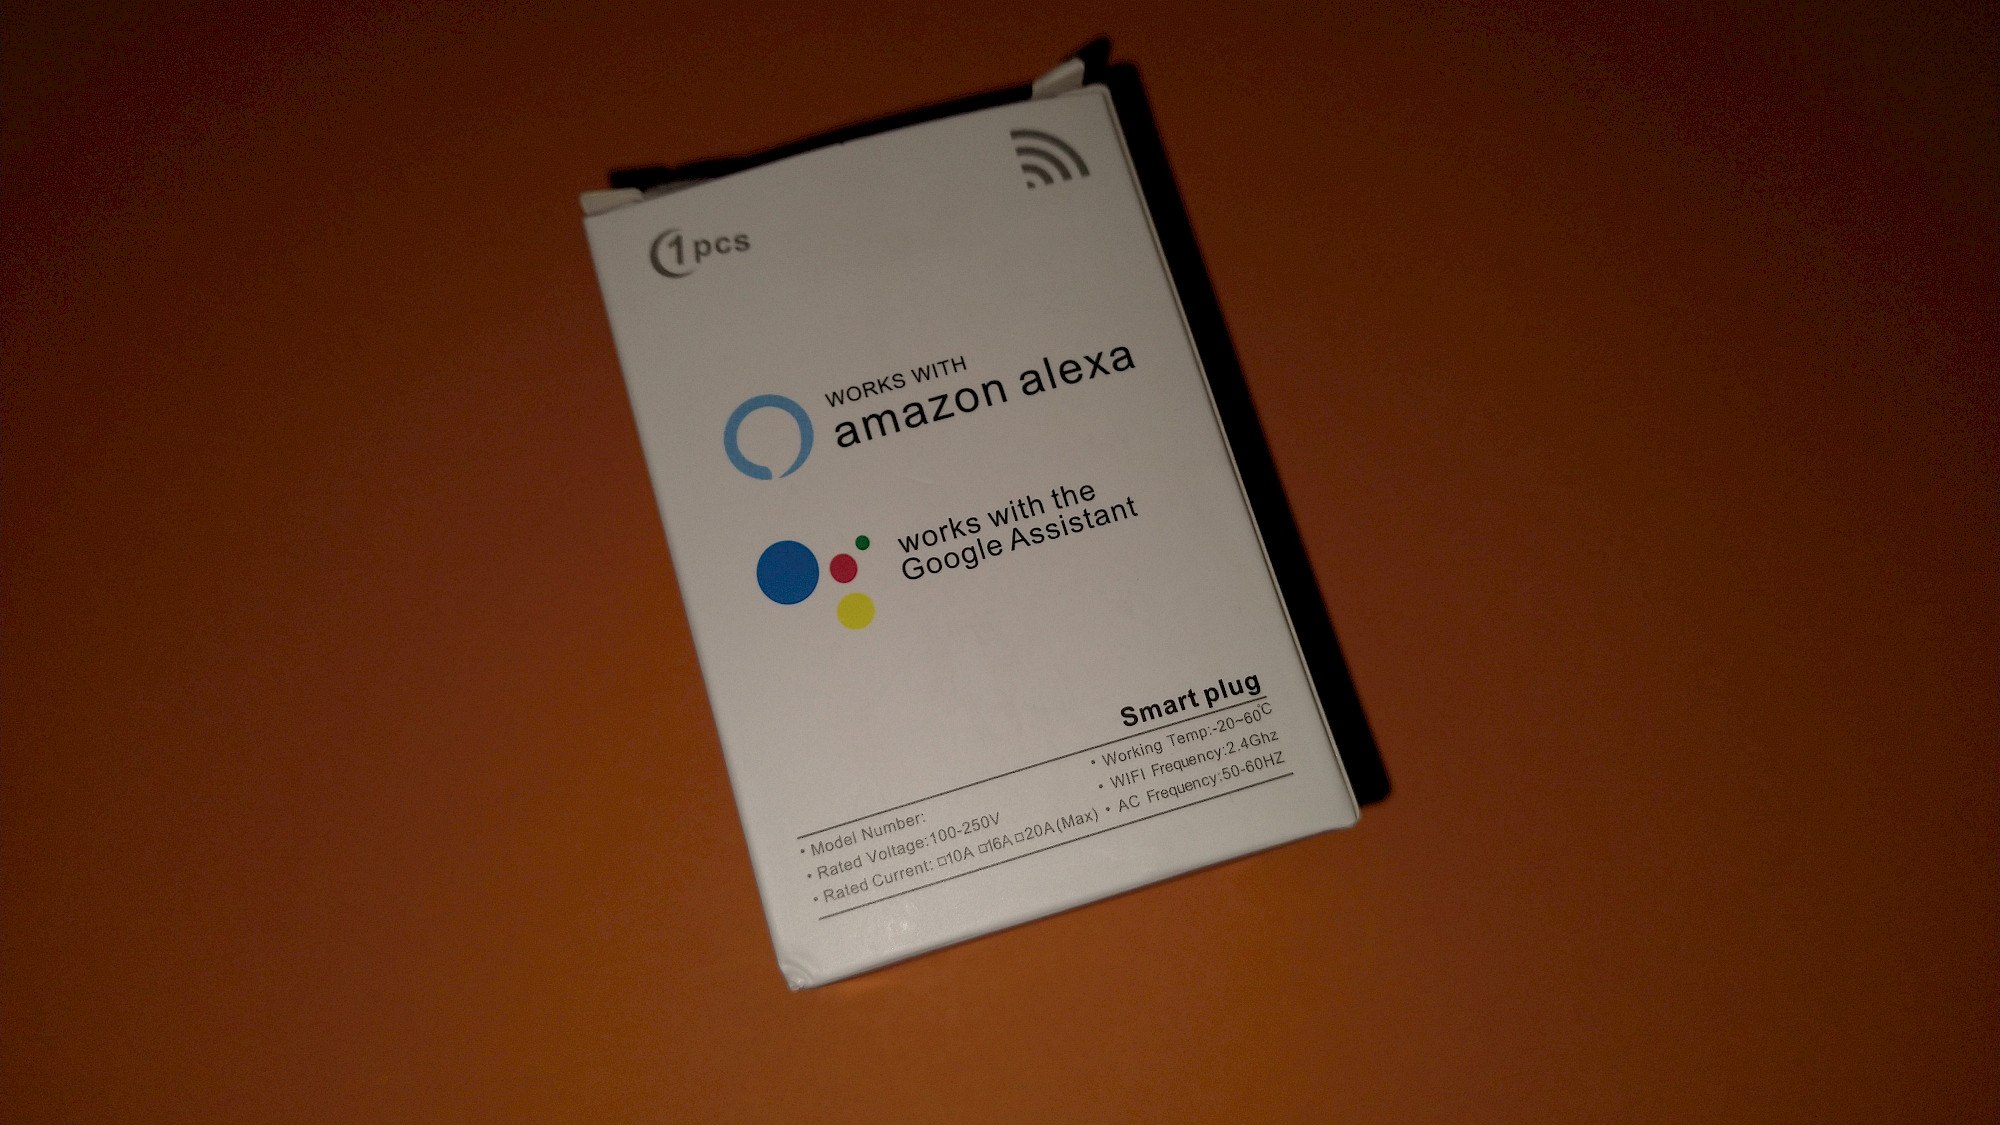 1pcs
WORKS WITH
amazon alexa
works with the
Google Assistant
Smart plug
• Working Temp:-20~60℃
• WIFI Frequency:2.4Ghz
• AC Frequency:50-60HZ
• Model Number:
• Rated Voltage:100-250V
• Rated Current: □10A □16A □20A(Max)